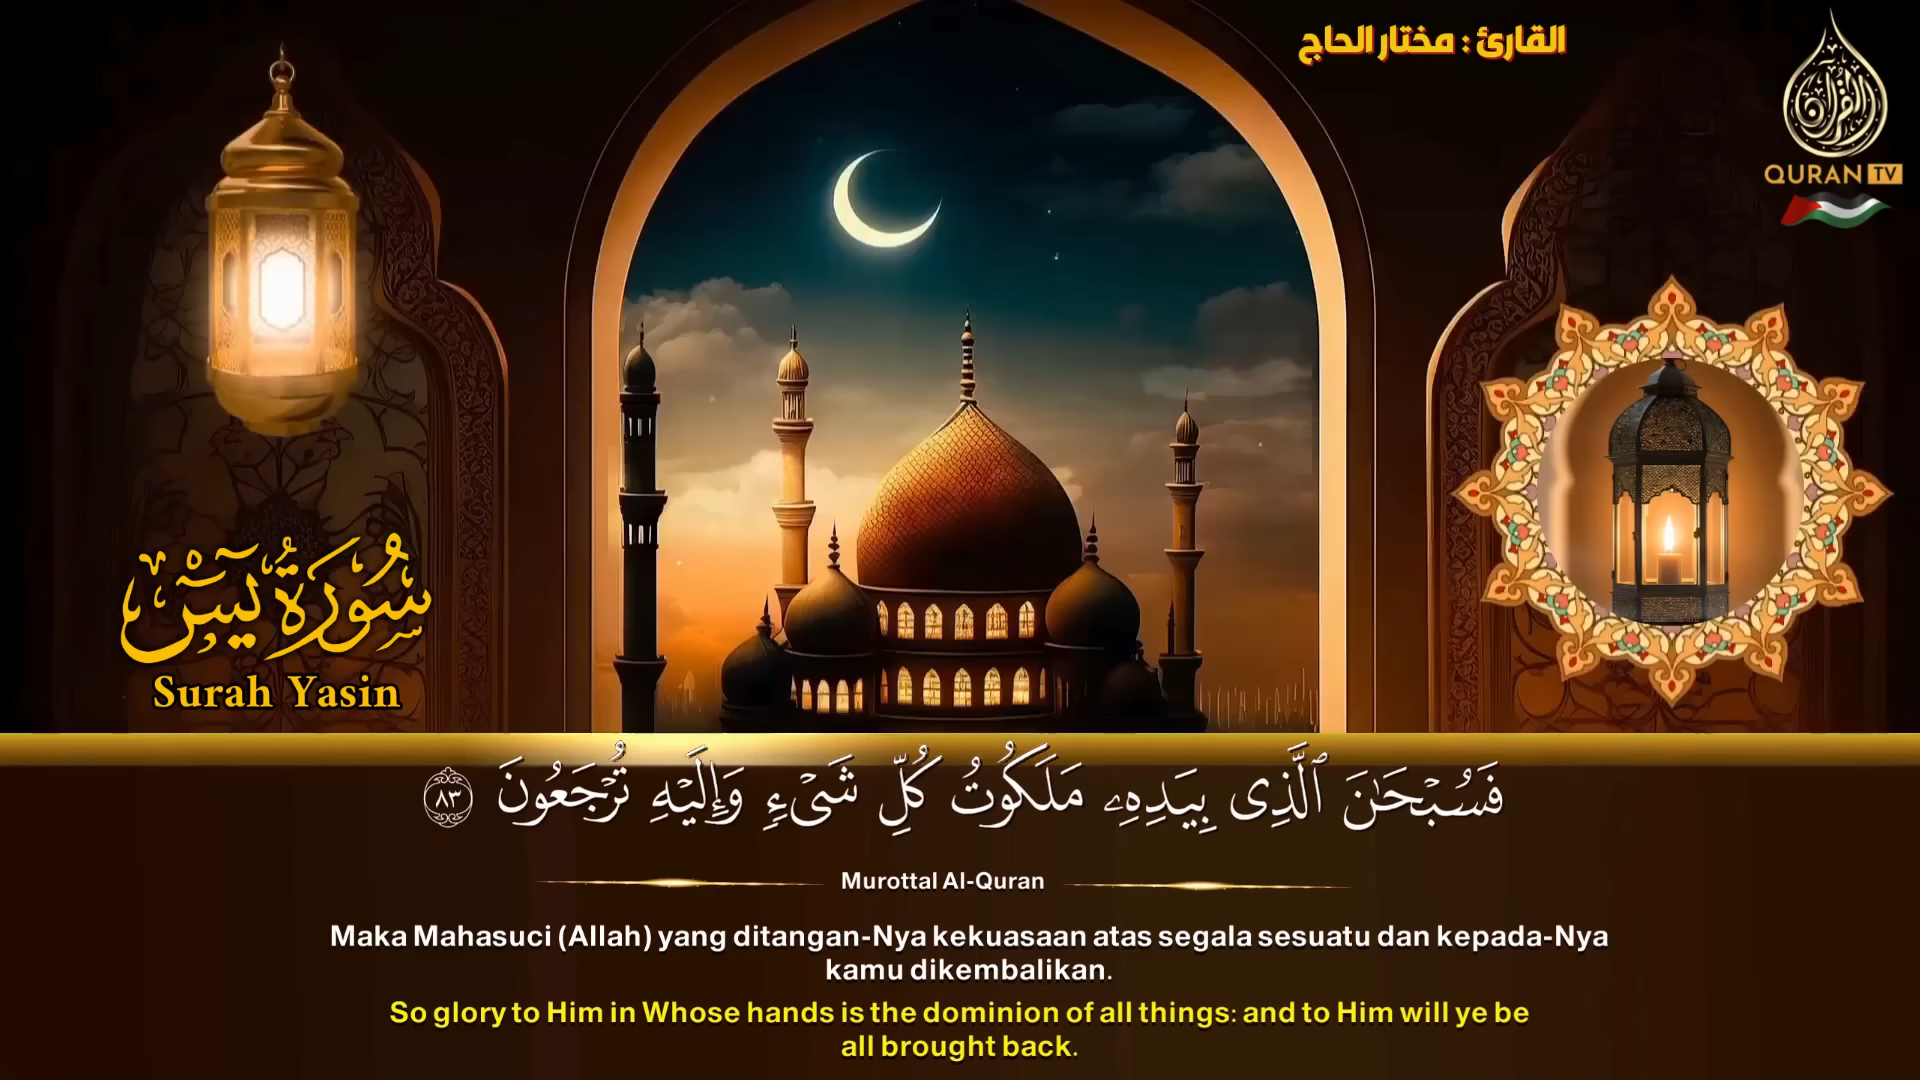 القارئ : مختار الحاج
القرآن
QURAN TV
سُورَةُ يٓسٓ
Surah Yasin
فَسُبْحَـٰنَ ٱلَّذِى بِيَدِهِۦ مَلَكُوتُ كُلِّ شَىْءٍ وَإِلَيْهِ تُرْجَعُونَ ٨٣
Murottal Al-Quran
Maka Mahasuci (Allah) yang ditangan-Nya kekuasaan atas segala sesuatu dan kepada-Nya
kamu dikembalikan.
So glory to Him in Whose hands is the dominion of all things: and to Him will ye be
all brought back.